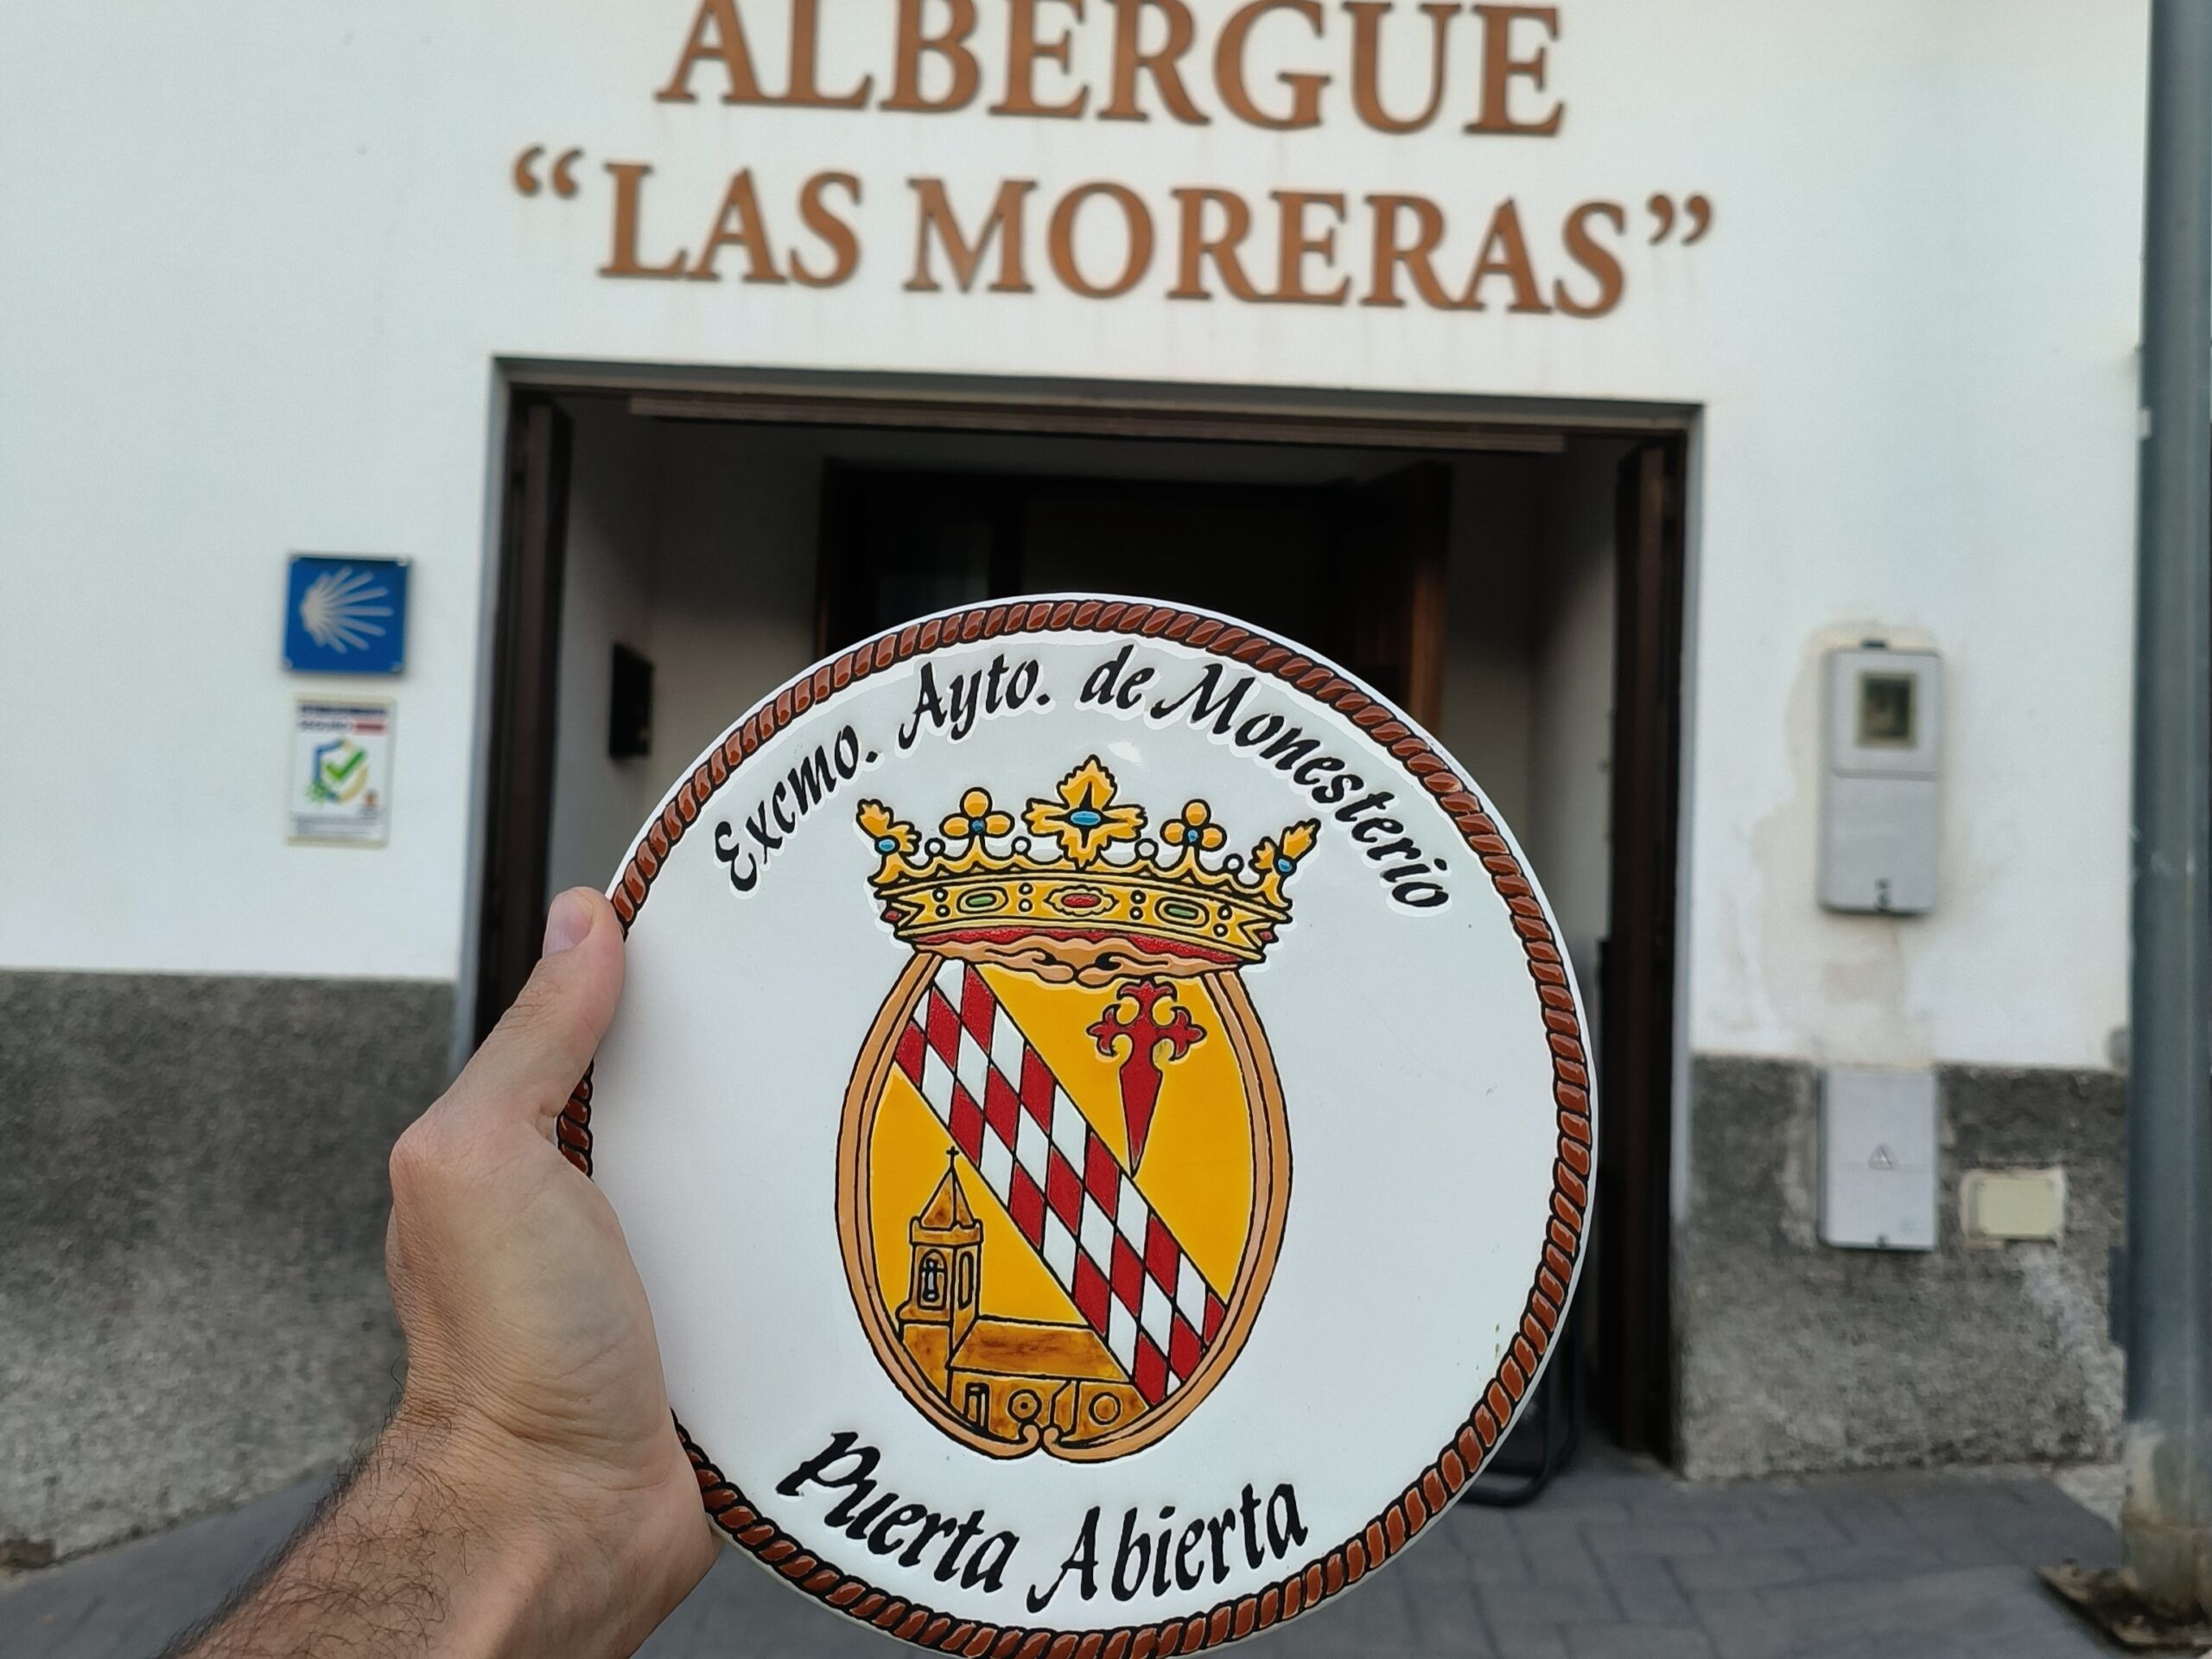 ALBERGUE
“LAS MORERAS”
Excmo. Ayto. de Monesterio
Puerta Abierta